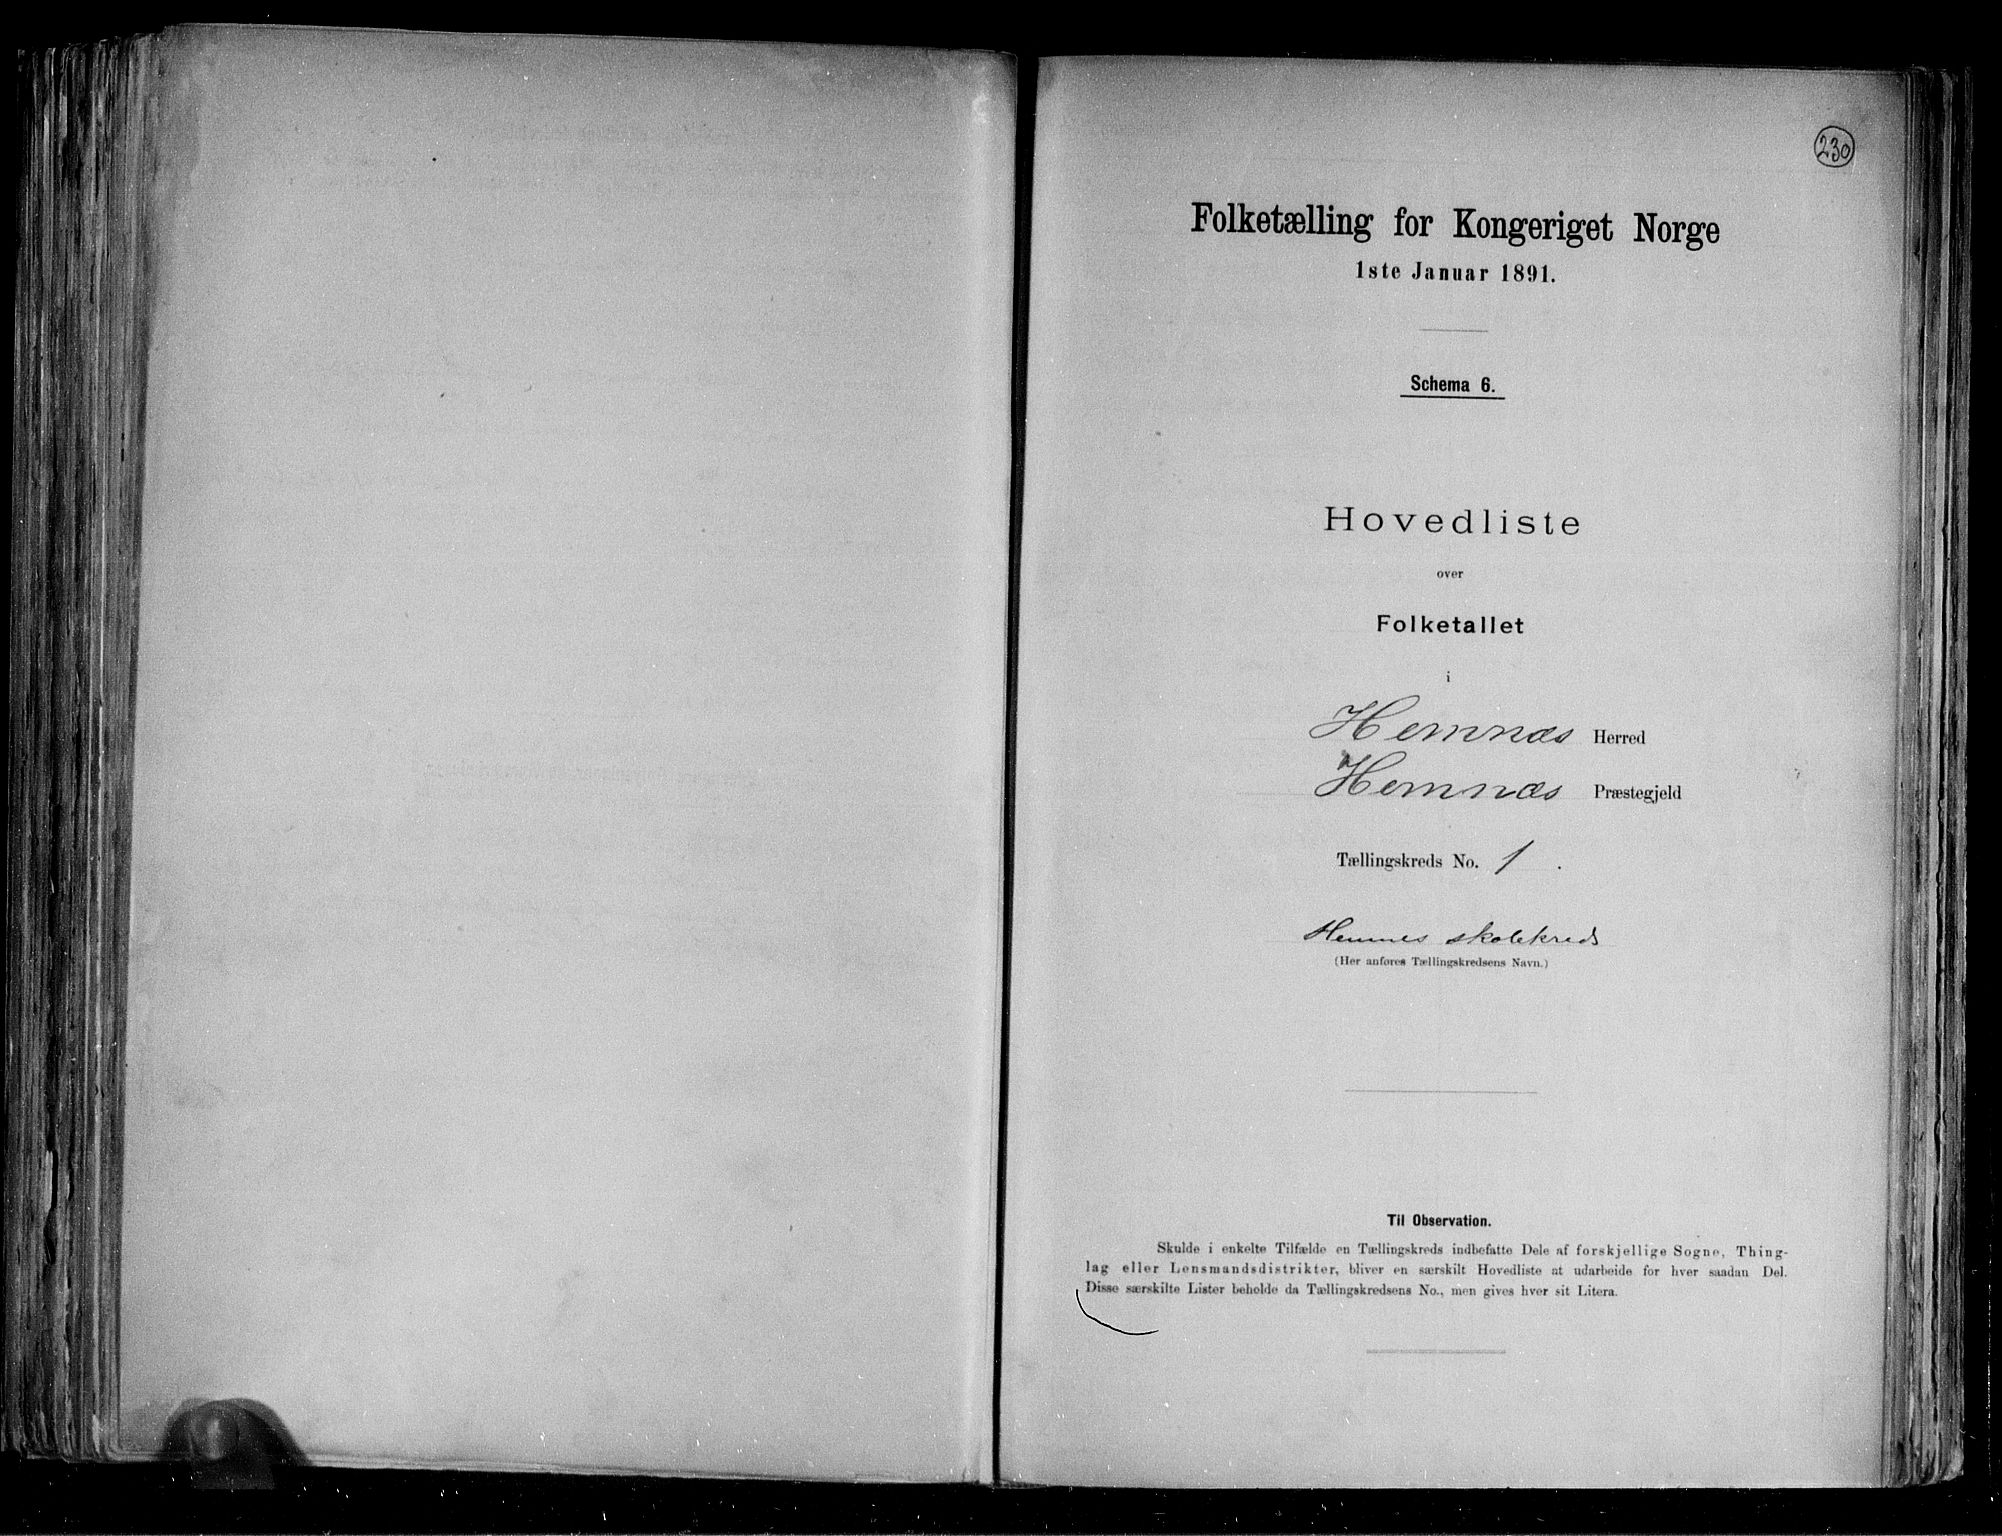 230
Folketælling for Kongeriget Norge
1ste Januar 1891.
Schema 6.
Hovedliste
over
Folketallet
i
Hemnæs Herred
Hemnæs Præstegjeld
Tællingskreds No. 1.
Hemnes skolekreds
(Her anføres Tællingskredsens Navn.)
Til Observation.
Skulde i enkelte Tilfælde en Tællingskreds indbefatte Dele af forskjellige Sogne, Thing-
lag eller Lensmandsdistrikter, bliver en særskilt Hovedliste at udarbeide for hver saadan Del.
Disse særskilte Lister beholde da Tællingskredsens No., men gives hver sit Litera.